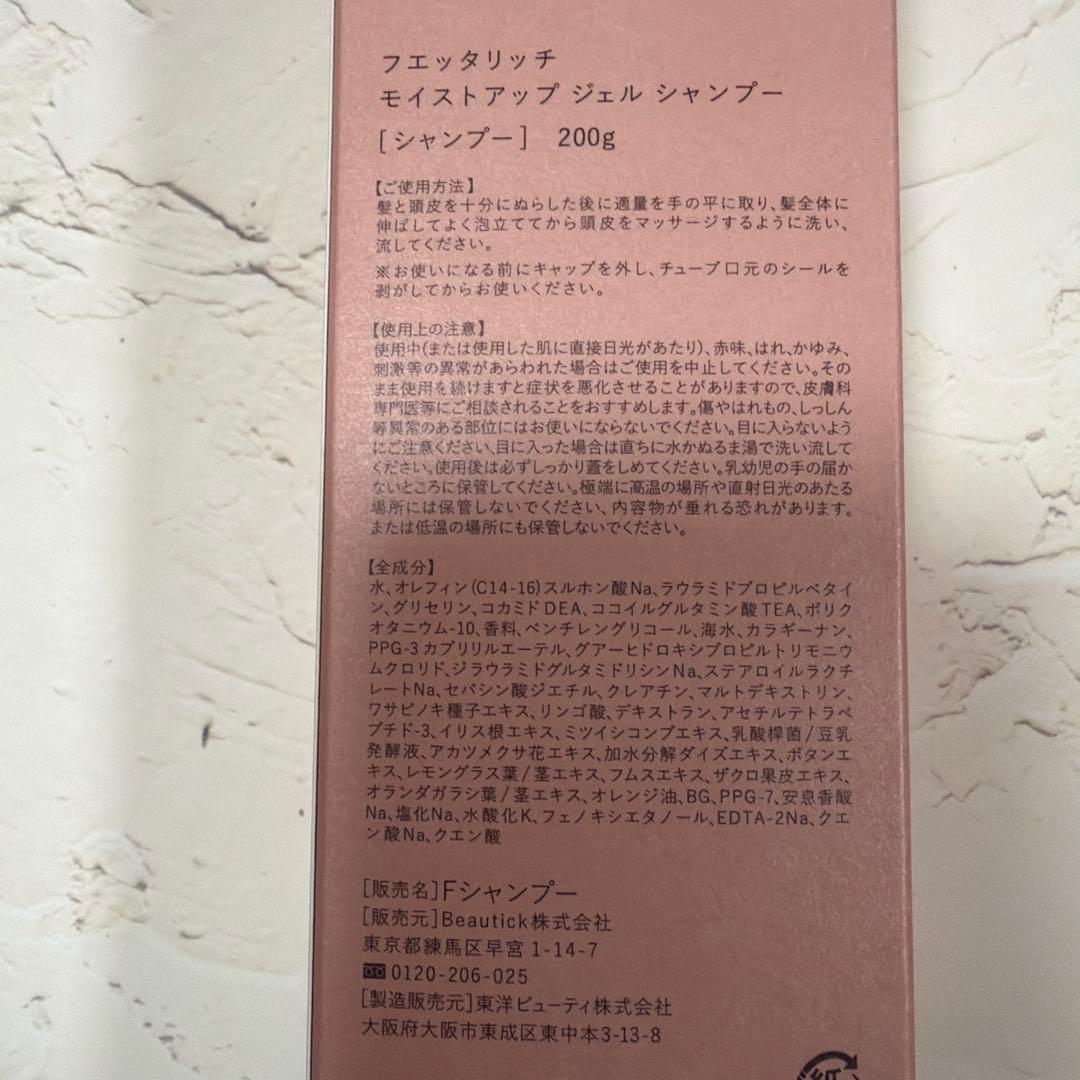 フエッタリッチ
モイストアップ ジェル シャンプー
[シャンプー] 200g
【ご使用方法】
髪と頭皮を十分にぬらした後に適量を手の平に取り、髪全体に
伸ばしてよく泡立ててから頭皮をマッサージするように洗い、
流してください。
※お使いになる前にキャップを外し、チューブ口元のシールを
剥がしてからお使いください。
【使用上の注意】
使用中(または使用した肌に直接日光があたり)、赤味、はれ、かゆみ、
刺激等の異常があらわれた場合はご使用を中止してください。その
まま使用を続けますと症状を悪化させることがありますので、皮膚科
専門医等にご相談されることをおすすめします。傷やはれもの、しっしん
等異常のある部位にはお使いにならないでください。目に入らないよう
にご注意ください、目に入った場合は直ちに水かぬるま湯で洗い流して
ください。使用後は必ずしっかり蓋をしめてください。乳幼児の手の届か
ないところに保管してください。極端に高温の場所や直射日光のあたる
場所には保管しないでください、内容物が垂れる恐れがあります。
または低温の場所にも保管しないでください。
【全成分】
水、オレフィン(C14-16)スルホン酸Na、ラウラミドプロピルベタイ
ン、グリセリン、コカミドDEA、ココイルグルタミン酸TEA、ポリク
オタニウム-10、香料、ペンチレングリコール、海水、カラギーナン、
PPG-3カプリリルエーテル、グアーヒドロキシプロピルトリモニウ
ムクロリド、ジラウラミドグルタミドリシンNa、ステアロイルラクチ
レートNa、セバシン酸ジエチル、クレアチン、マルトデキストリン、
ワサビノキ種子エキス、リンゴ酸、デキストラン、アセチルテトラペ
プチド-3、イリス根エキス、ミツイシコンブエキス、乳酸桿菌/豆乳
発酵液、アカツメクサ花エキス、加水分解ダイズエキス、ボタンエ
キス、レモングラス葉/茎エキス、フムスエキス、ザクロ果皮エキス、
オランダガラシ葉/茎エキス、オレンジ油、BG、PPG-7、安息香酸
Na、塩化Na、水酸化K、フェノキシエタノール、EDTA-2Na、クエ
ン酸Na、クエン酸
[販売名]Fシャンプー
[販売元]Beautick株式会社
東京都練馬区早宮 1-14-7
0120-206-025
[製造販売元]東洋ビューティ株式会社
大阪府大阪市東成区東中本3-13-8
紙